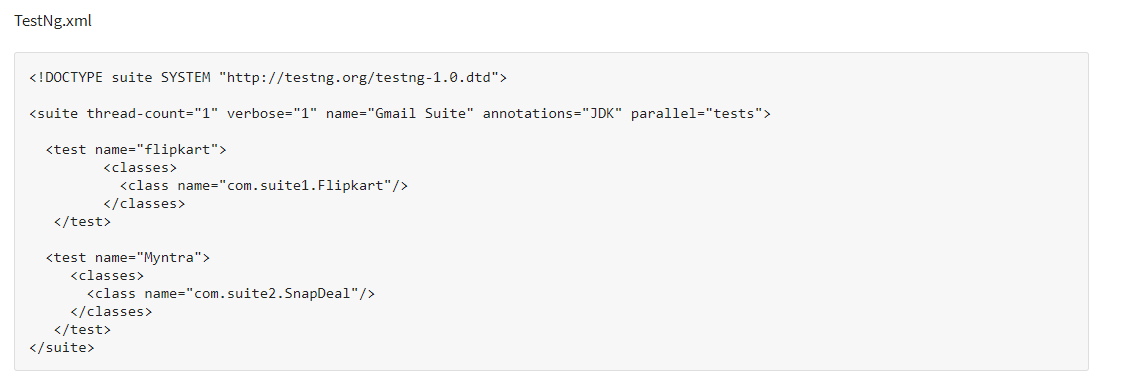 TestNg.xml
<!DOCTYPE suite SYSTEM "http://testng.org/testng-1.0.dtd">
<suite thread-count="1" verbose="1" name="Gmail Suite" annotations="JDK" parallel="tests">
<test name="flipkart">
<classes>
<class name="com.suite1.Flipkart"/>
</classes>
</test>
<test name="Myntra">
<classes>
<class name="com.suite2.SnapDeal"/>
</classes>
</test>
</suite>